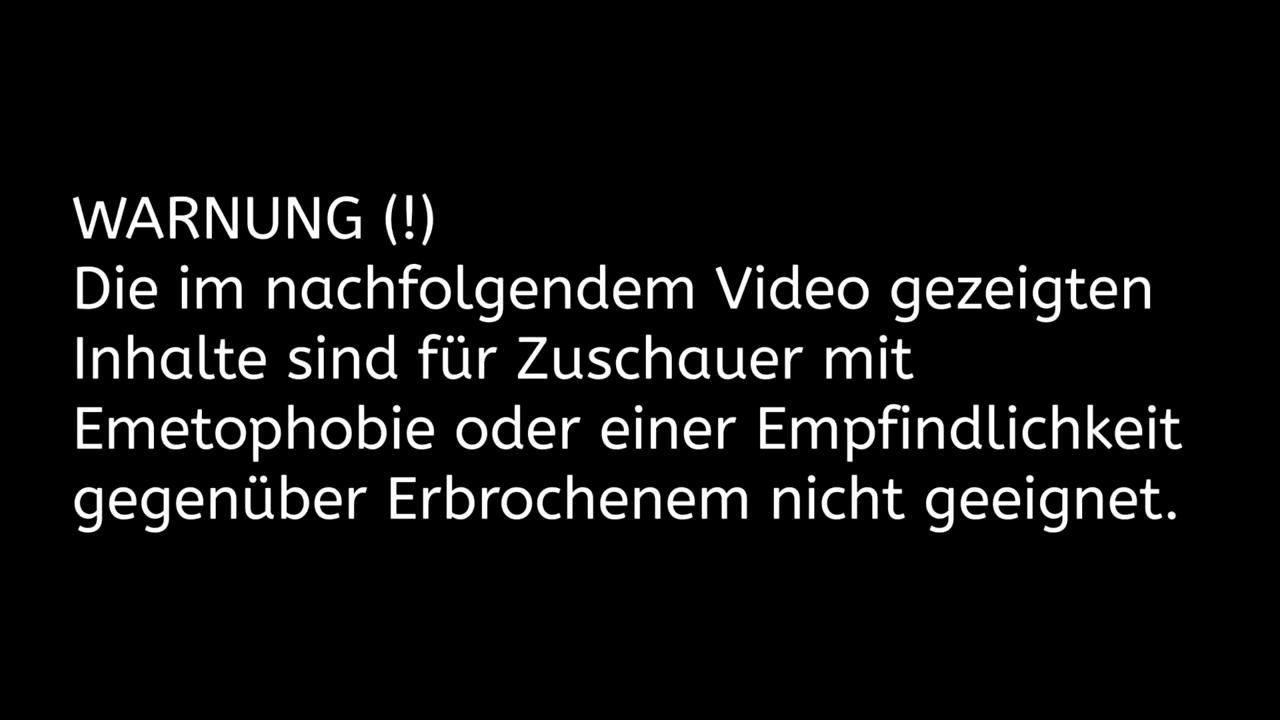 WARNUNG (!)
Die im nachfolgendem Video gezeigten
Inhalte sind für Zuschauer mit
Emetophobie oder einer Empfindlichkeit
gegenüber Erbrochenem nicht geeignet.